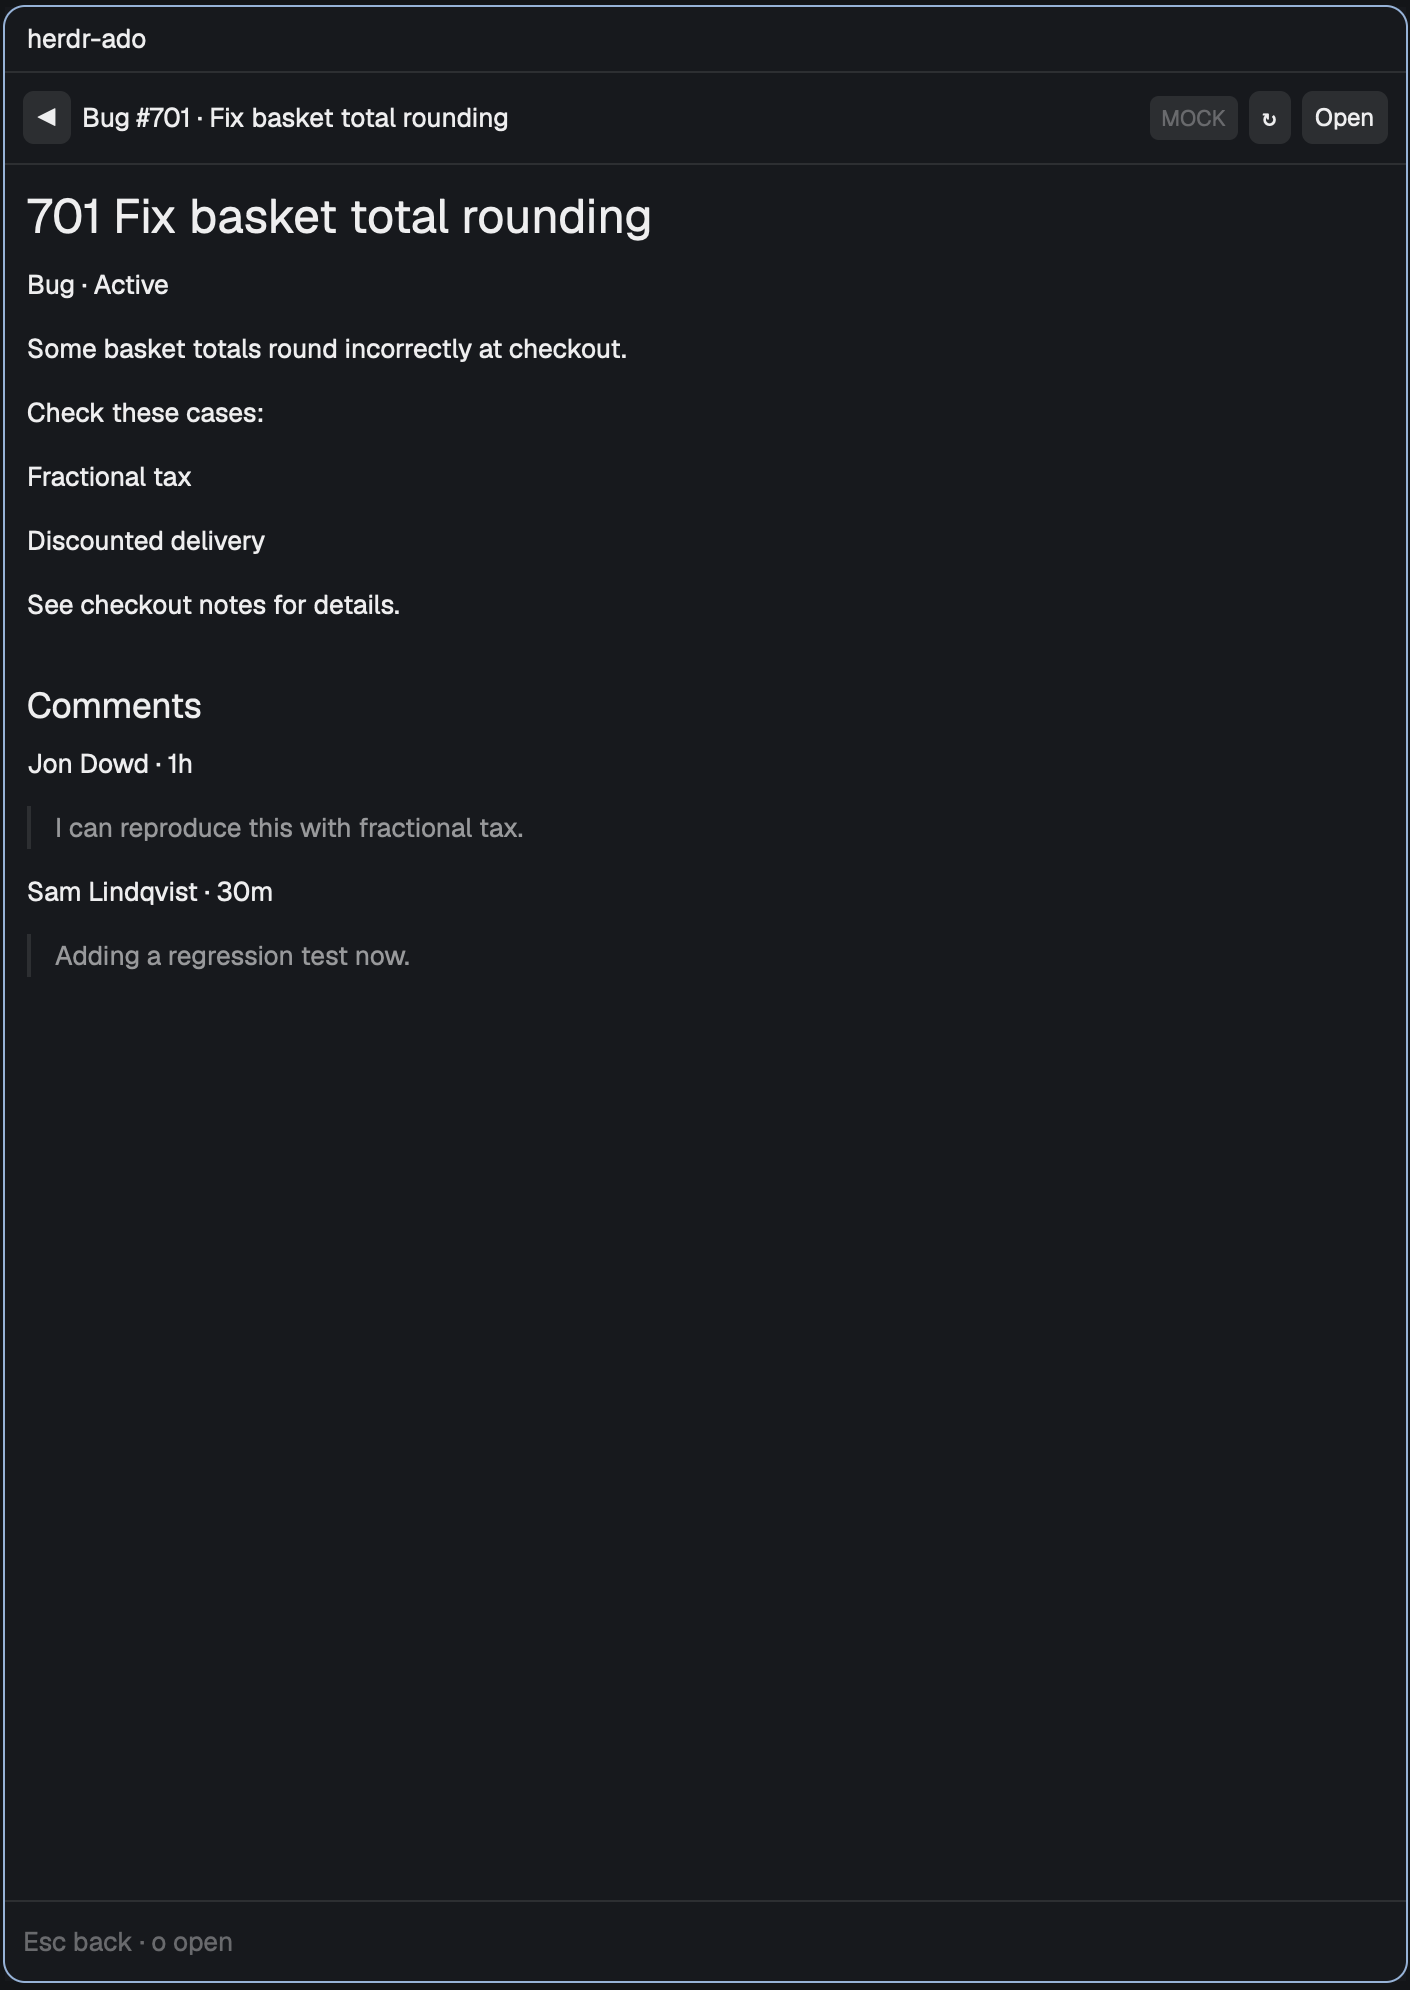 herdr-ado
◀ Bug #701 · Fix basket total rounding
MOCK ↻ Open
701 Fix basket total rounding
Bug · Active
Some basket totals round incorrectly at checkout.
Check these cases:
Fractional tax
Discounted delivery
See checkout notes for details.
Comments
Jon Dowd · 1h
I can reproduce this with fractional tax.
Sam Lindqvist · 30m
Adding a regression test now.
Esc back · o open